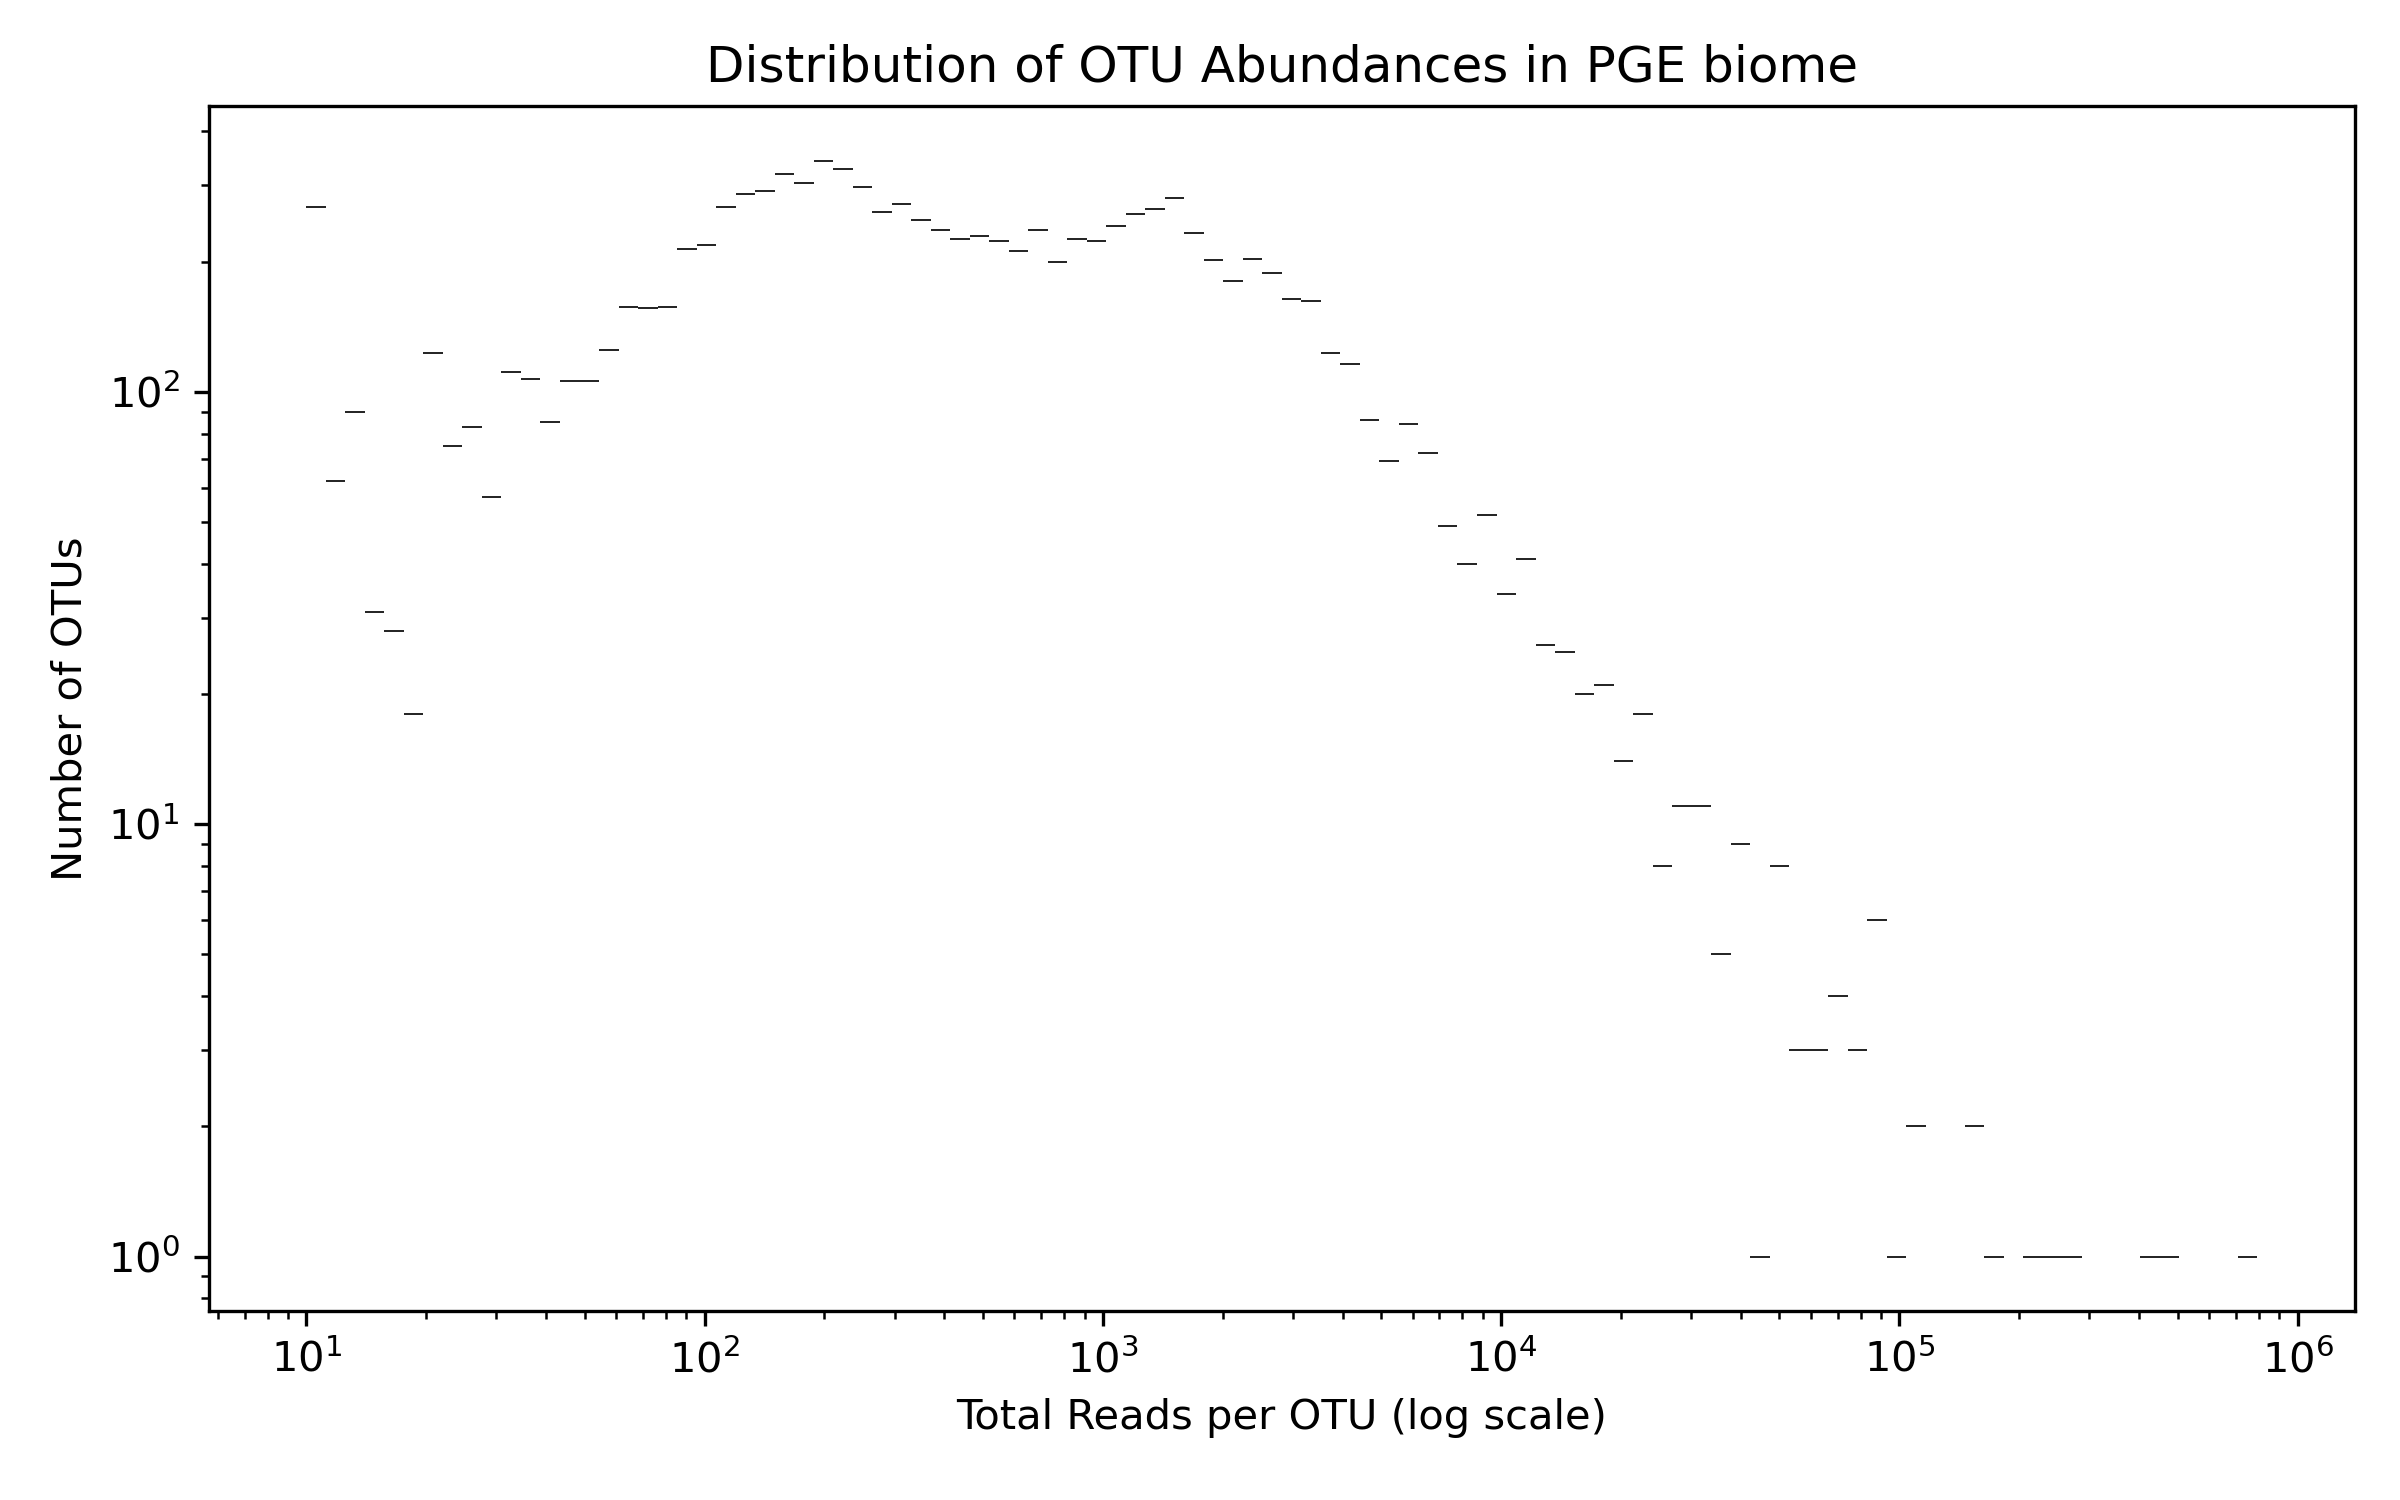 Distribution of OTU Abundances in PGE biome
Number of OTUs
10²
10¹
10⁰
10¹ 10² 10³ 10⁴ 10⁵ 10⁶
Total Reads per OTU (log scale)